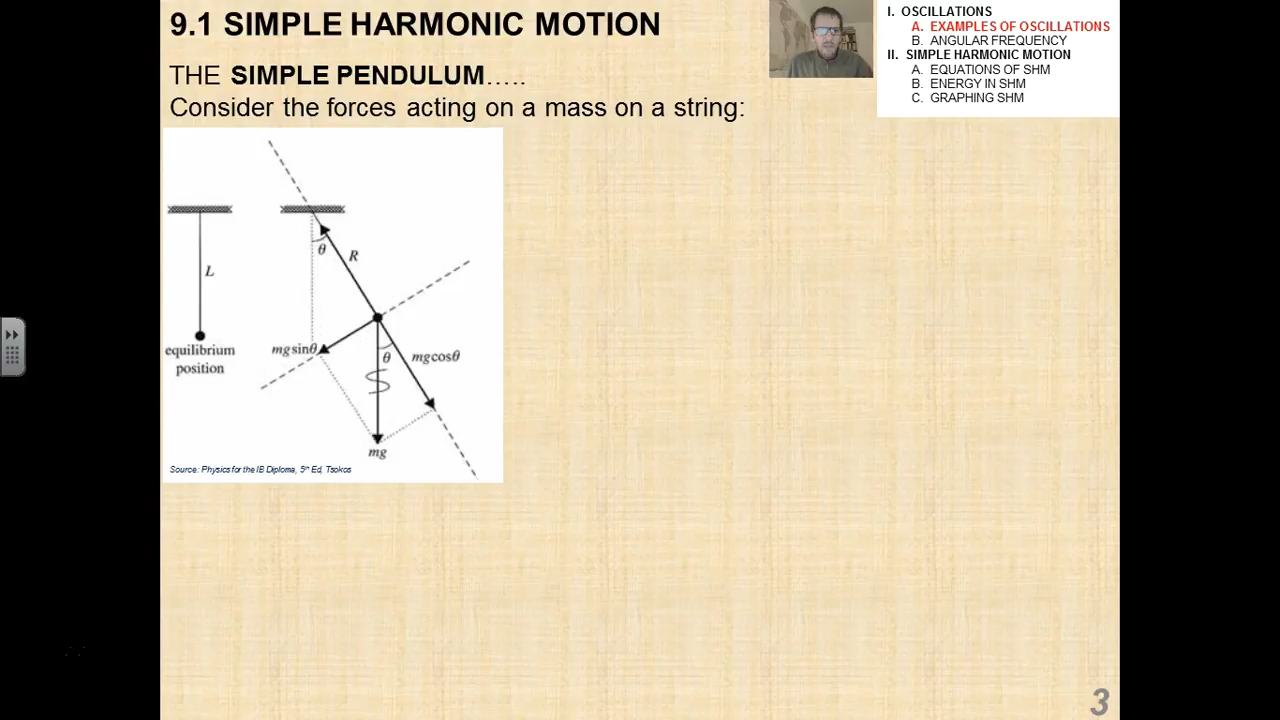 9.1 SIMPLE HARMONIC MOTION
THE SIMPLE PENDULUM…..
Consider the forces acting on a mass on a string:
I. OSCILLATIONS
A. EXAMPLES OF OSCILLATIONS
B. ANGULAR FREQUENCY
II. SIMPLE HARMONIC MOTION
A. EQUATIONS OF SHM
B. ENERGY IN SHM
C. GRAPHING SHM
θ
R
L
mgsinθ
θ
mgcosθ
equilibrium
position
mg
Source: Physics for the IB Diploma, 5th Ed, Tsokos
3